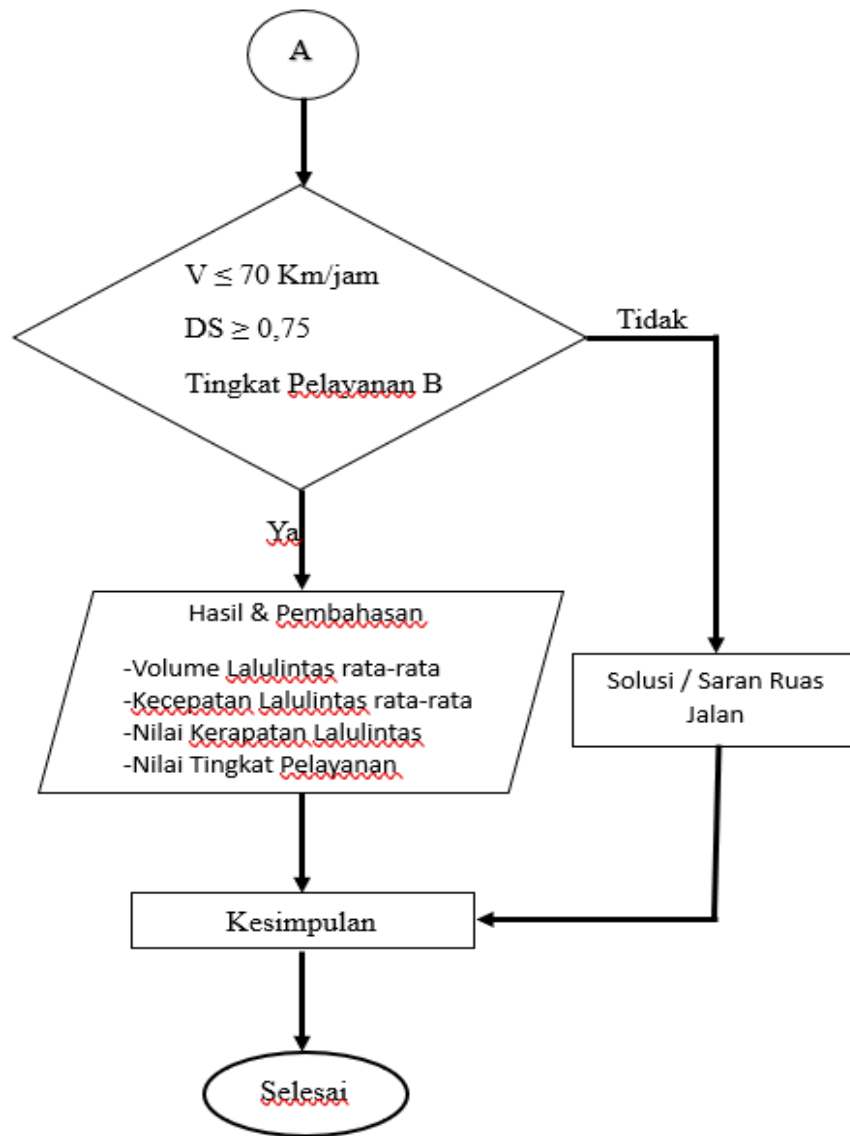 A
V ≤ 70 Km/jam
DS ≥ 0,75
Tingkat Pelayanan B
Tidak
Ya
Hasil & Pembahasan
-Volume Lalulintas rata-rata
-Kecepatan Lalulintas rata-rata
-Nilai Kerapatan Lalulintas
-Nilai Tingkat Pelayanan
Solusi / Saran Ruas
Jalan
Kesimpulan
Selesai